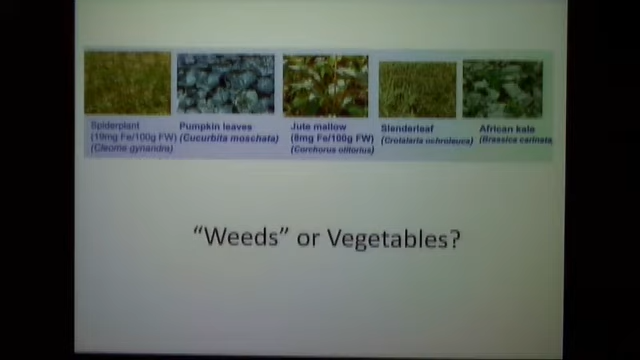 Spiderplant
(19mg Fe/100g FW)
(Cleome gynandra)
Pumpkin leaves
(Cucurbita moschata)
Jute mallow
(8mg Fe/100g FW)
(Corchorus olitorius)
Slenderleaf
(Crotalaria ochroleuca)
African kale
(Brassica carinata
"Weeds" or Vegetables?